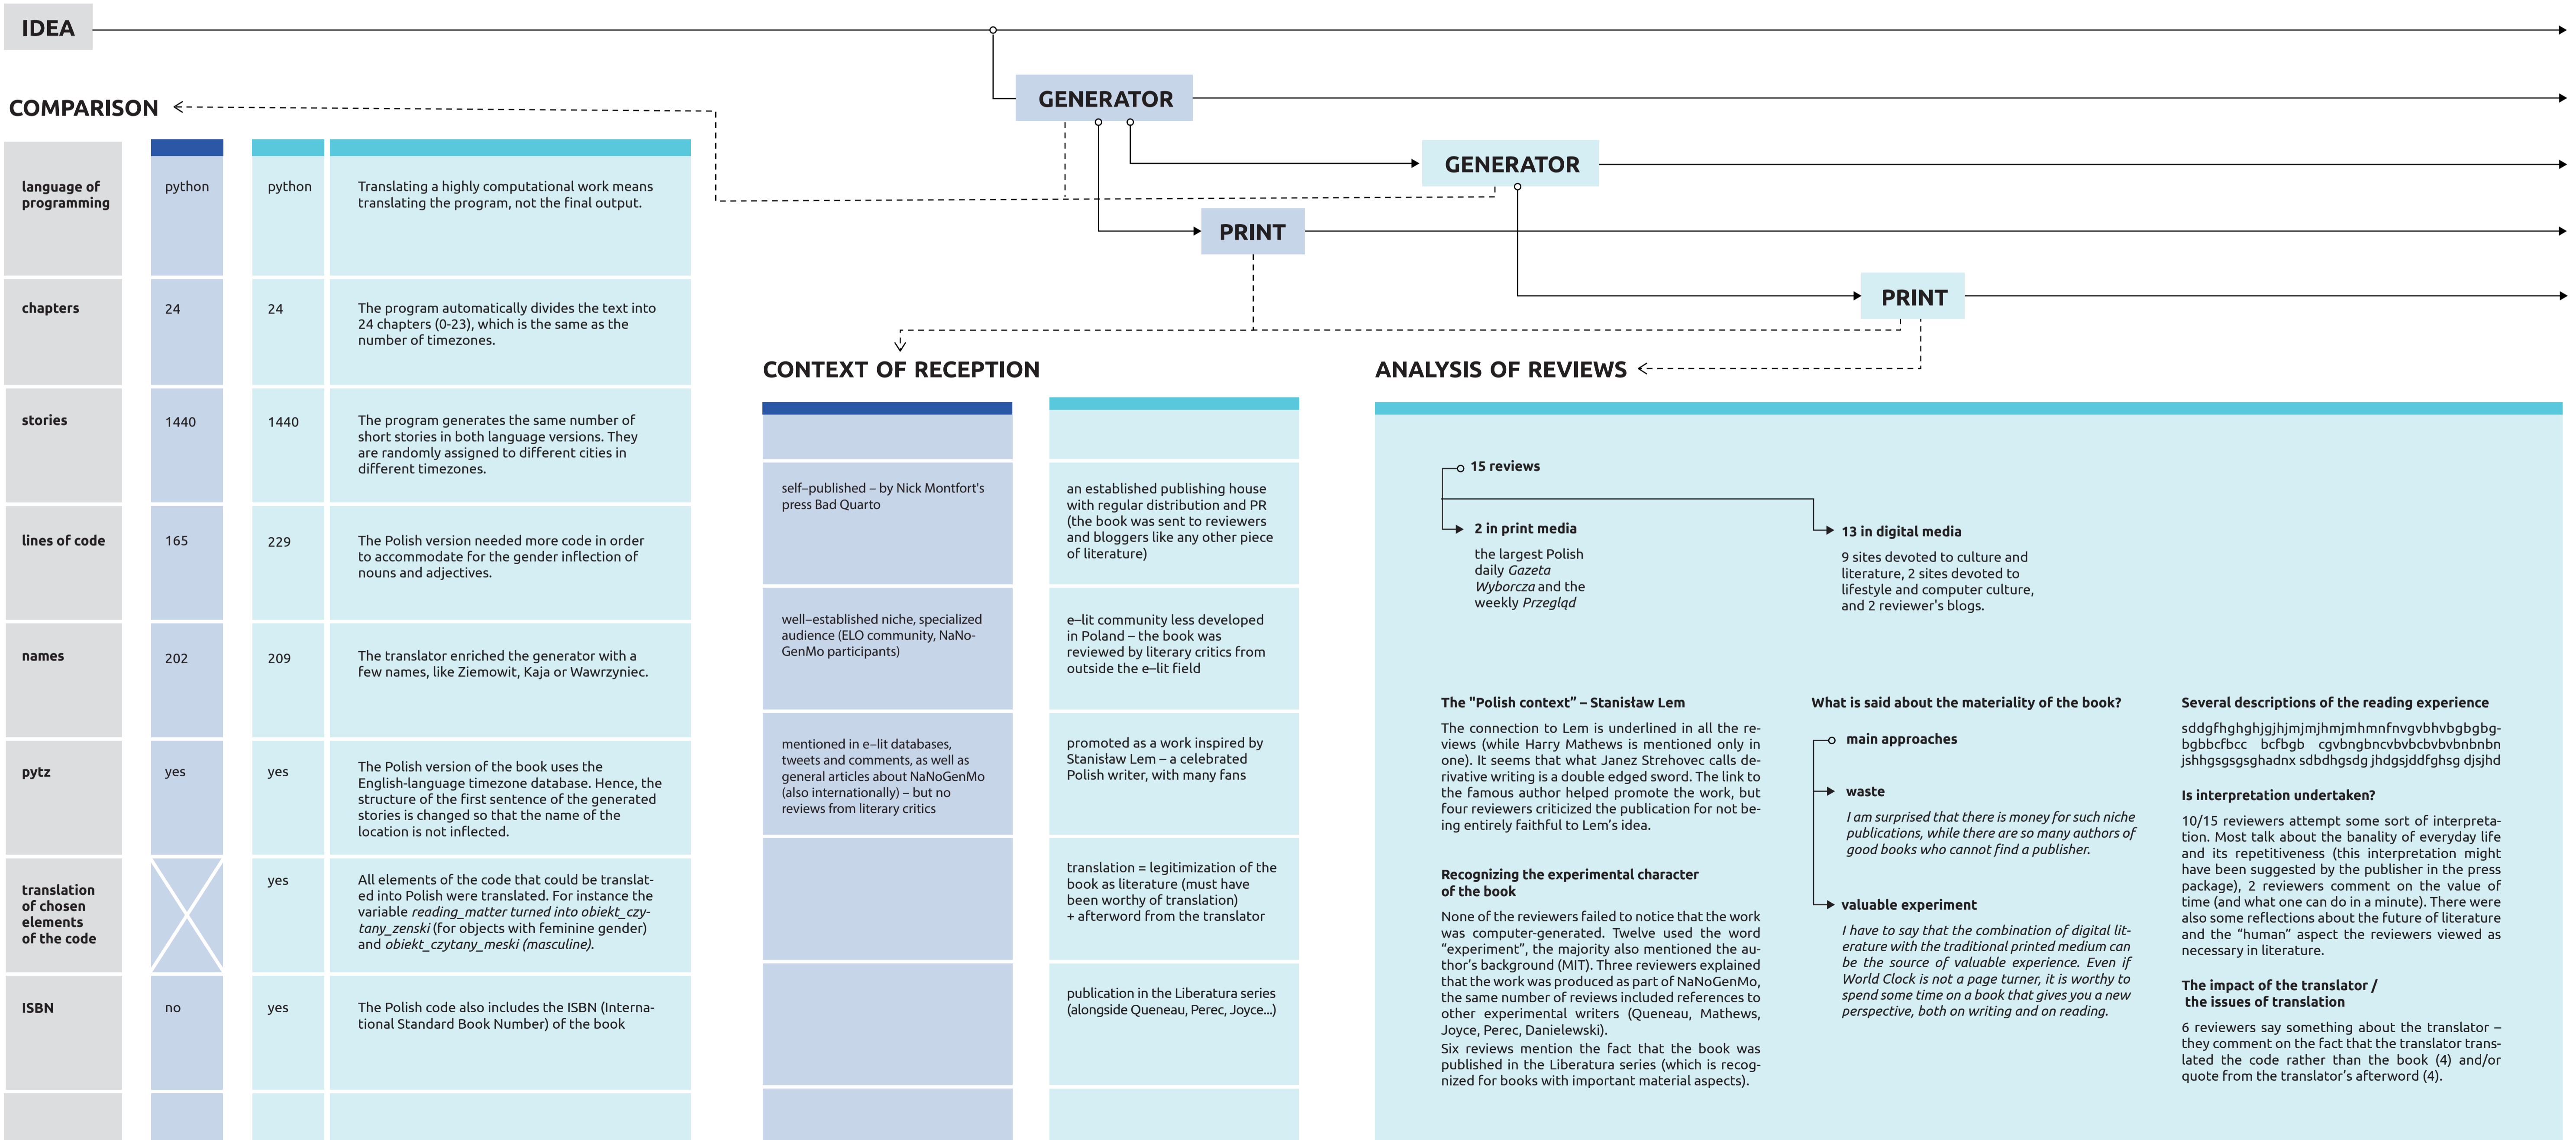 IDEA
GENERATOR
GENERATOR
PRINT
PRINT
COMPARISON
language of
programming
python
python
Translating a highly computational work means
translating the program, not the final output.
chapters
24
24
The program automatically divides the text into
24 chapters (0-23), which is the same as the
number of timezones.
stories
1440
1440
The program generates the same number of
short stories in both language versions. They
are randomly assigned to different cities in
different timezones.
lines of code
165
229
The Polish version needed more code in order
to accommodate for the gender inflection of
nouns and adjectives.
names
202
209
The translator enriched the generator with a
few names, like Ziemowit, Kaja or Wawrzyniec.
pytz
yes
yes
The Polish version of the book uses the
English-language timezone database. Hence, the
structure of the first sentence of the generated
stories is changed so that the name of the
location is not inflected.
translation
of chosen
elements
of the code
yes
All elements of the code that could be translat-
ed into Polish were translated. For instance the
variable reading_matter turned into obiekt_czy-
tany_zenski (for objects with feminine gender)
and obiekt_czytany_meski (masculine).
ISBN
no
yes
The Polish code also includes the ISBN (Interna-
tional Standard Book Number) of the book
CONTEXT OF RECEPTION
self–published – by Nick Montfort's
press Bad Quarto
an established publishing house
with regular distribution and PR
(the book was sent to reviewers
and bloggers like any other piece
of literature)
well–established niche, specialized
audience (ELO community, NaNo-
GenMo participants)
e–lit community less developed
in Poland – the book was
reviewed by literary critics from
outside the e–lit field
mentioned in e–lit databases,
tweets and comments, as well as
general articles about NaNoGenMo
(also internationally) – but no
reviews from literary critics
promoted as a work inspired by
Stanisław Lem – a celebrated
Polish writer, with many fans
translation = legitimization of the
book as literature (must have
been worthy of translation)
+ afterword from the translator
publication in the Liberatura series
(alongside Queneau, Perec, Joyce...)
ANALYSIS OF REVIEWS
15 reviews
2 in print media
the largest Polish
daily Gazeta
Wyborcza and the
weekly Przegląd
13 in digital media
9 sites devoted to culture and
literature, 2 sites devoted to
lifestyle and computer culture,
and 2 reviewer's blogs.
The "Polish context” – Stanisław Lem
The connection to Lem is underlined in all the re-
views (while Harry Mathews is mentioned only in
one). It seems that what Janez Strehovec calls de-
rivative writing is a double edged sword. The link to
the famous author helped promote the work, but
four reviewers criticized the publication for not be-
ing entirely faithful to Lem’s idea.
Recognizing the experimental character
of the book
None of the reviewers failed to notice that the work
was computer-generated. Twelve used the word
“experiment”, the majority also mentioned the au-
thor’s background (MIT). Three reviewers explained
that the work was produced as part of NaNoGenMo,
the same number of reviews included references to
other experimental writers (Queneau, Mathews,
Joyce, Perec, Danielewski).
Six reviews mention the fact that the book was
published in the Liberatura series (which is recog-
nized for books with important material aspects).
What is said about the materiality of the book?
main approaches
waste
I am surprised that there is money for such niche
publications, while there are so many authors of
good books who cannot find a publisher.
valuable experiment
I have to say that the combination of digital lit-
erature with the traditional printed medium can
be the source of valuable experience. Even if
World Clock is not a page turner, it is worthy to
spend some time on a book that gives you a new
perspective, both on writing and on reading.
Several descriptions of the reading experience
sddgfhghghjgjhjmjmjhmjmhmnfnvgvbhvbgbgbg-
bgbbcfbcc bcfbgb cgvbngbncvbvbcbvbvbnbnbn
jshhgsgsgsghadnx sdbdhgsdg jhdgsjddfghsg djsjhd
Is interpretation undertaken?
10/15 reviewers attempt some sort of interpreta-
tion. Most talk about the banality of everyday life
and its repetitiveness (this interpretation might
have been suggested by the publisher in the press
package), 2 reviewers comment on the value of
time (and what one can do in a minute). There were
also some reflections about the future of literature
and the “human” aspect the reviewers viewed as
necessary in literature.
The impact of the translator /
the issues of translation
6 reviewers say something about the translator –
they comment on the fact that the translator trans-
lated the code rather than the book (4) and/or
quote from the translator’s afterword (4).